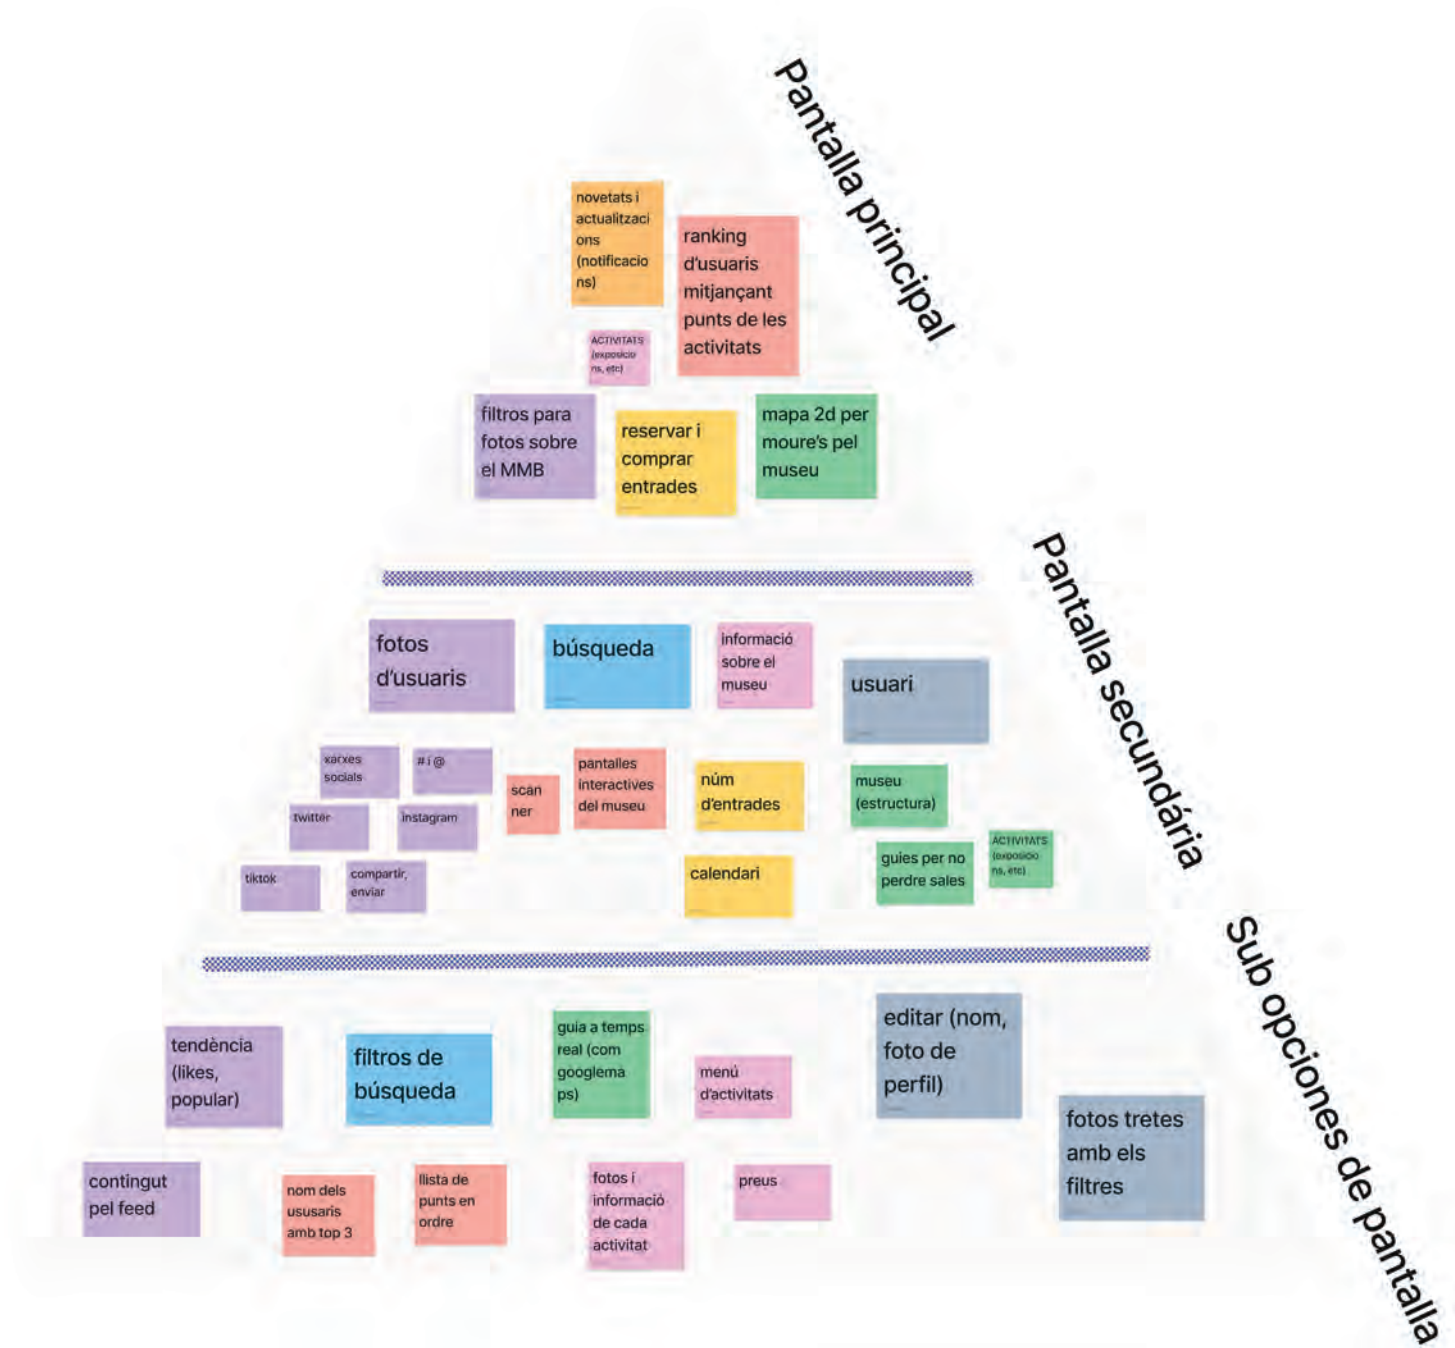 Pantalla principal
novetats i
actualitzaci
ons
(notificacio
ns)
ranking
d'usuaris
mitjançant
punts de les
activitats
ACTIVITATS
(exposicio
ns, etc)
filtros para
fotos sobre
el MMB
reservar i
comprar
entrades
mapa 2d per
moure's pel
museu
Pantalla secundária
fotos
d'usuaris
búsqueda
informació
sobre el
museu
usuari
xarxes
socials
# i @
scan
ner
pantalles
interactives
del museu
núm
d'entrades
museu
(estructura)
twitter
instagram
tiktok
compartir,
enviar
calendari
guies per no
perdre sales
ACTIVITATS
(exposicio
ns, etc)
Sub opciones de pantalla
tendència
(likes,
popular)
filtros de
búsqueda
guia a temps
real (com
googlema
ps)
menú
d'activitats
editar (nom,
foto de
perfil)
fotos tretes
amb els
filtres
contingut
pel feed
nom dels
ususaris
amb top 3
llista de
punts en
ordre
fotos i
informació
de cada
activitat
preus